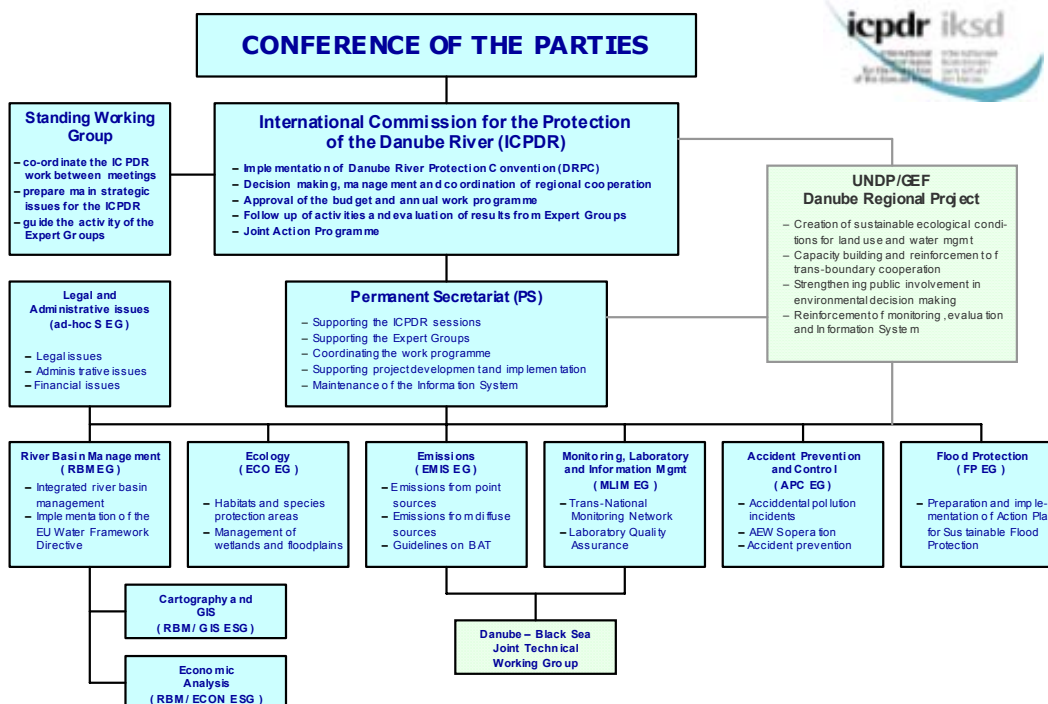 CONFERENCE OF THE PARTIES
icpdr iksd
Standing Working
Group
– co-ordinate the ICPDR
work between meetings
– prepare main strategic
issues for the ICPDR
– guide the activity of the
Expert Groups
International Commission for the Protection
of the Danube River (ICPDR)
– Implementation of Danube River Protection Convention (DRPC)
– Decision making, management and coordination of regional cooperation
– Approval of the budget and annual work programme
– Follow up of activities and evaluation of results from Expert Groups
– Joint Action Programme
UNDP/GEF
Danube Regional Project
– Creation of sustainable ecological condi-
tions for land use and water mgmt
– Capacity building and reinforcement of
trans-boundary cooperation
– Strengthening public involvement in
environmental decision making
– Reinforcement of monitoring, evaluation
and Information System
Legal and
Administrative issues
(ad-hoc S EG)
– Legal issues
– Administrative issues
– Financial issues
Permanent Secretariat (PS)
– Supporting the ICPDR sessions
– Supporting the Expert Groups
– Coordinating the work programme
– Supporting project development and implementation
– Maintenance of the Information System
River Basin Management
(RBM EG)
– Integrated river basin
management
– Implementation of the
EU Water Framework
Directive
Ecology
(ECO EG)
– Habitats and species
protection areas
– Management of
wetlands and floodplains
Emissions
(EMIS EG)
– Emissions from point
sources
– Emissions from diffuse
sources
– Guidelines on BAT
Monitoring, Laboratory
and Information Mgmt
(MLIM EG)
– Trans-National
Monitoring Network
– Laboratory Quality
Assurance
Accident Prevention
and Control
(APC EG)
– Acciddental pollution
incidents
– AEWS operation
– Accident prevention
Flood Protection
(FP EG)
– Preparation and imple-
mentation of Action Pla
for Sustainable Flood
Protection
Cartography and
GIS
(RBM/ GIS ESG)
Danube – Black Sea
Joint Technical
Working Group
Economic
Analysis
(RBM/ ECON ESG)